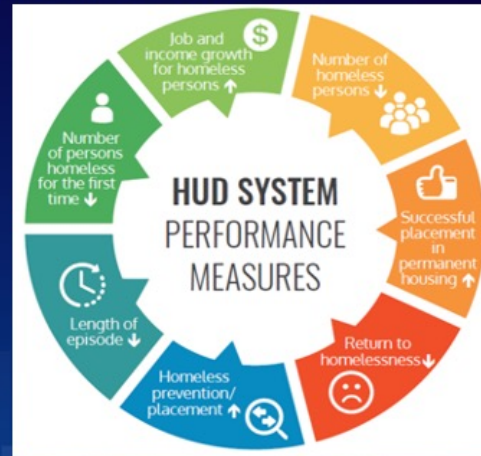 HUD SYSTEM
PERFORMANCE
MEASURES
Job and
income growth
for homeless
persons ↑
$
Number of
homeless
persons ↓
Successful
placement
in
permanent
housing ↑
Return to
homelessness ↓
Homeless
prevention/
placement ↑
Length of
episode ↓
Number
of persons
homeless
for the first
time ↓